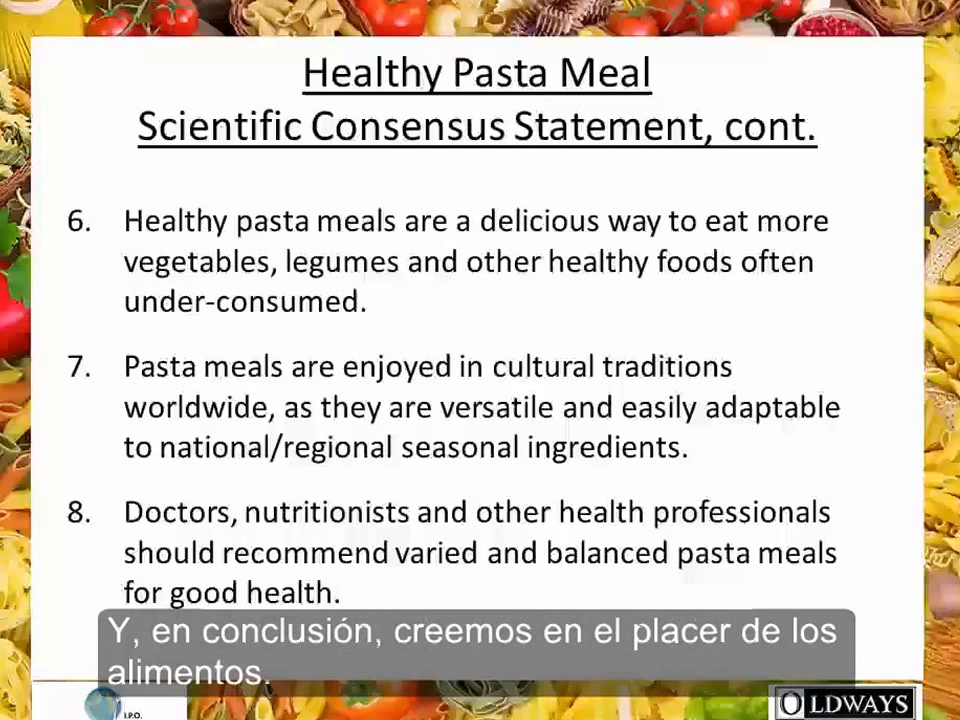 Healthy Pasta Meal
Scientific Consensus Statement, cont.
6. Healthy pasta meals are a delicious way to eat more
vegetables, legumes and other healthy foods often
under-consumed.
7. Pasta meals are enjoyed in cultural traditions
worldwide, as they are versatile and easily adaptable
to national/regional seasonal ingredients.
8. Doctors, nutritionists and other health professionals
should recommend varied and balanced pasta meals
for good health.
Y, en conclusión, creemos en el placer de los
alimentos.
I.P.O.
OLDWAYS